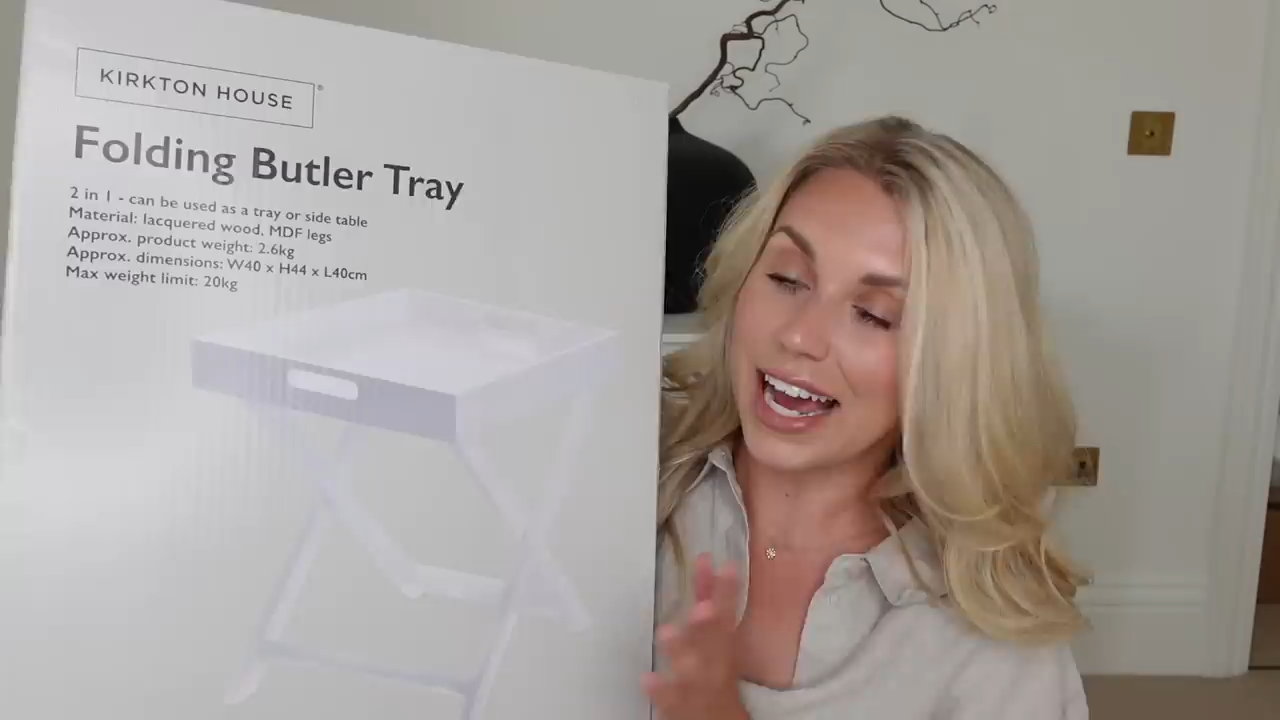 KIRKTON HOUSE®
Folding Butler Tray
2 in 1 - can be used as a tray or side table
Material: lacquered wood, MDF legs
Approx. product weight: 2.6kg
Approx. dimensions: W40 x H44 x L40cm
Max weight limit: 20kg